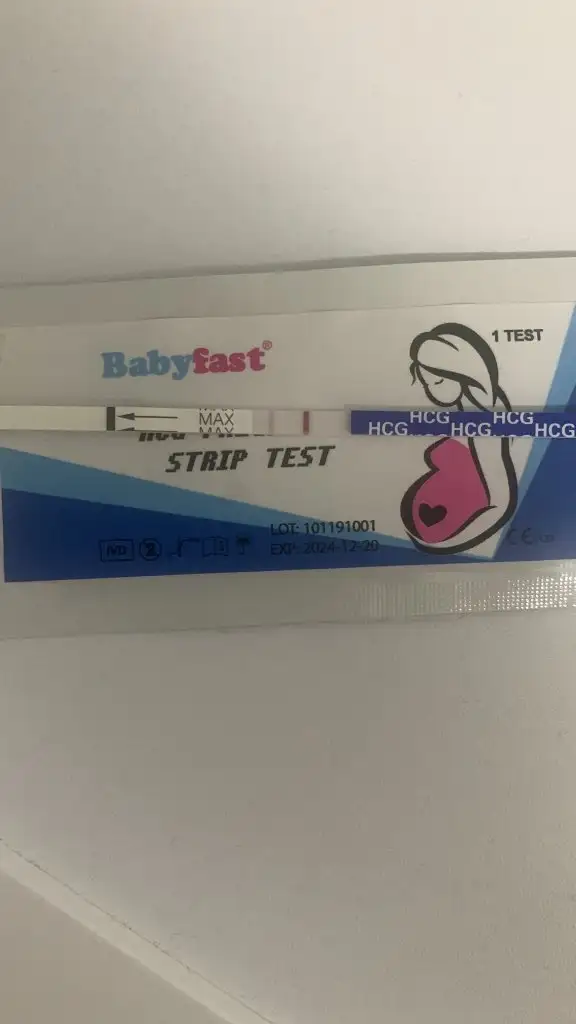 1 TEST
Babyfast®
MAX
HCG HCG
HCG HCG HCG
STRIP TEST
LOT: 101191001
EXP: 2024-12-20
IVD 2
CE